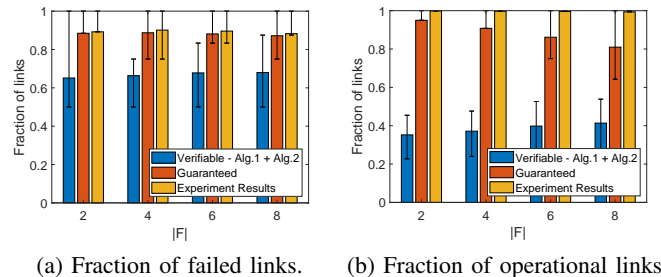 Fraction of links
1
0.8
0.6
0.4
0.2
0
Verifiable - Alg.1 + Alg.2
Guaranteed
Experiment Results
2 4 6 8
|F|
(a) Fraction of failed links.
Fraction of links
1
0.8
0.6
0.4
0.2
0
Verifiable - Alg.1 + Alg.2
Guaranteed
Experiment Results
2 4 6 8
|F|
(b) Fraction of operational links